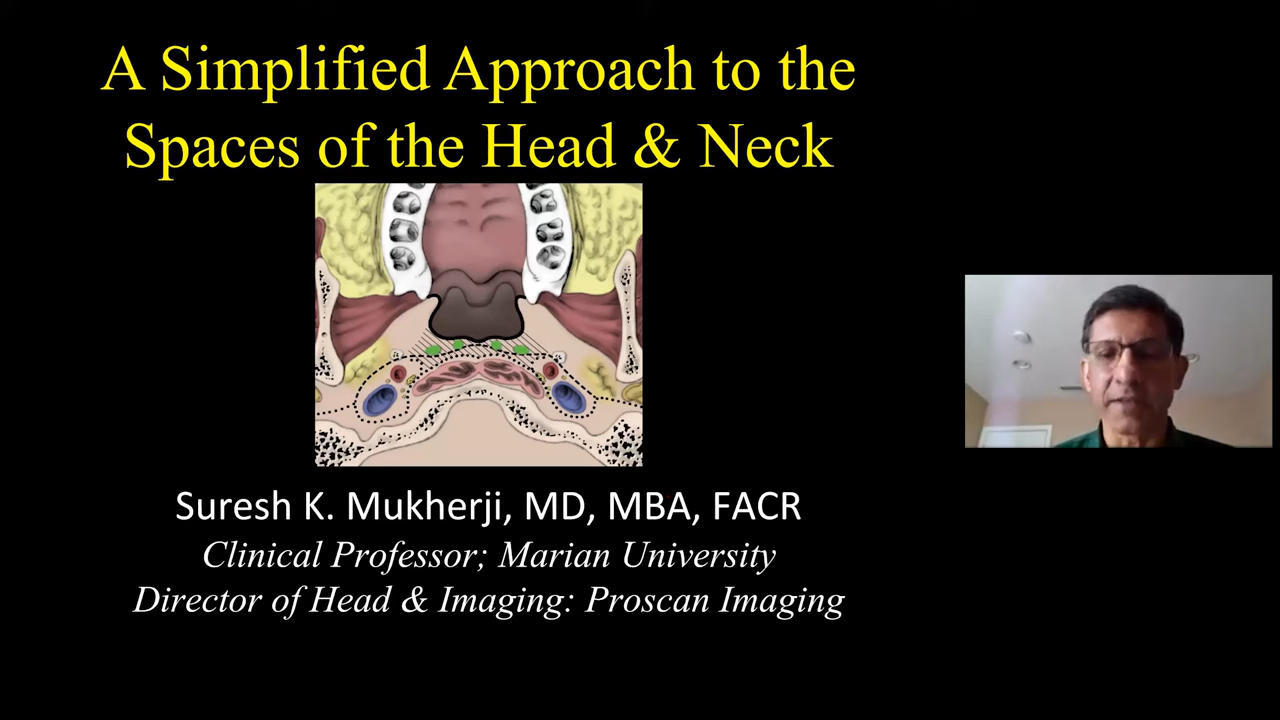 A Simplified Approach to the
Spaces of the Head & Neck
Suresh K. Mukherji, MD, MBA, FACR
Clinical Professor; Marian University
Director of Head & Imaging: Proscan Imaging